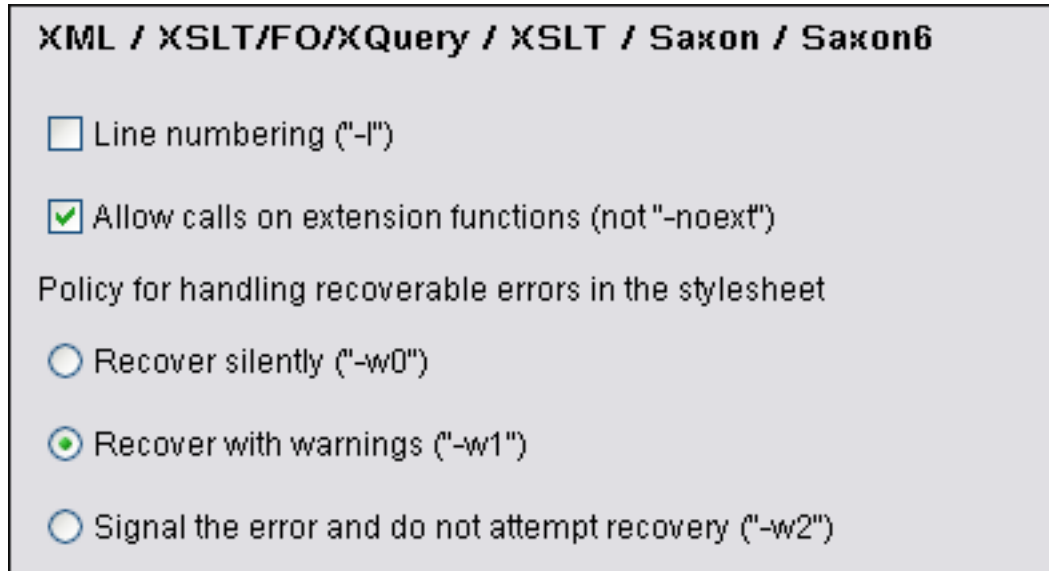 XML / XSLT/FO/XQuery / XSLT / Saxon / Saxon6
Line numbering ("-l")
Allow calls on extension functions (not "-noext")
Policy for handling recoverable errors in the stylesheet
Recover silently ("-w0")
Recover with warnings ("-w1")
Signal the error and do not attempt recovery ("-w2")